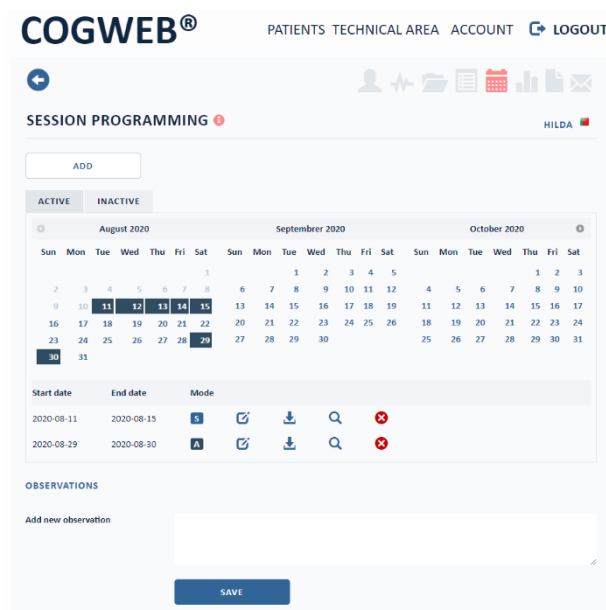 COGWEB®
PATIENTS TECHNICAL AREA ACCOUNT LOGOUT
SESSION PROGRAMMING
HILDA
ADD
ACTIVE INACTIVE
August 2020 September 2020 October 2020
Sun Mon Tue Wed Thu Fri Sat Sun Mon Tue Wed Thu Fri Sat Sun Mon Tue Wed Thu Fri Sat
1 1 2 3 4 5 1 2 3
2 3 4 5 6 7 8 6 7 8 9 10 11 12 4 5 6 7 8 9 10
9 10 11 12 13 14 15 13 14 15 16 17 18 19 11 12 13 14 15 16 17
16 17 18 19 20 21 22 20 21 22 23 24 25 26 18 19 20 21 22 23 24
23 24 25 26 27 28 29 27 28 29 30 25 26 27 28 29 30 31
30 31
Start date End date Mode
2020-08-11 2020-08-15 S
2020-08-29 2020-08-30 A
OBSERVATIONS
Add new observation
SAVE